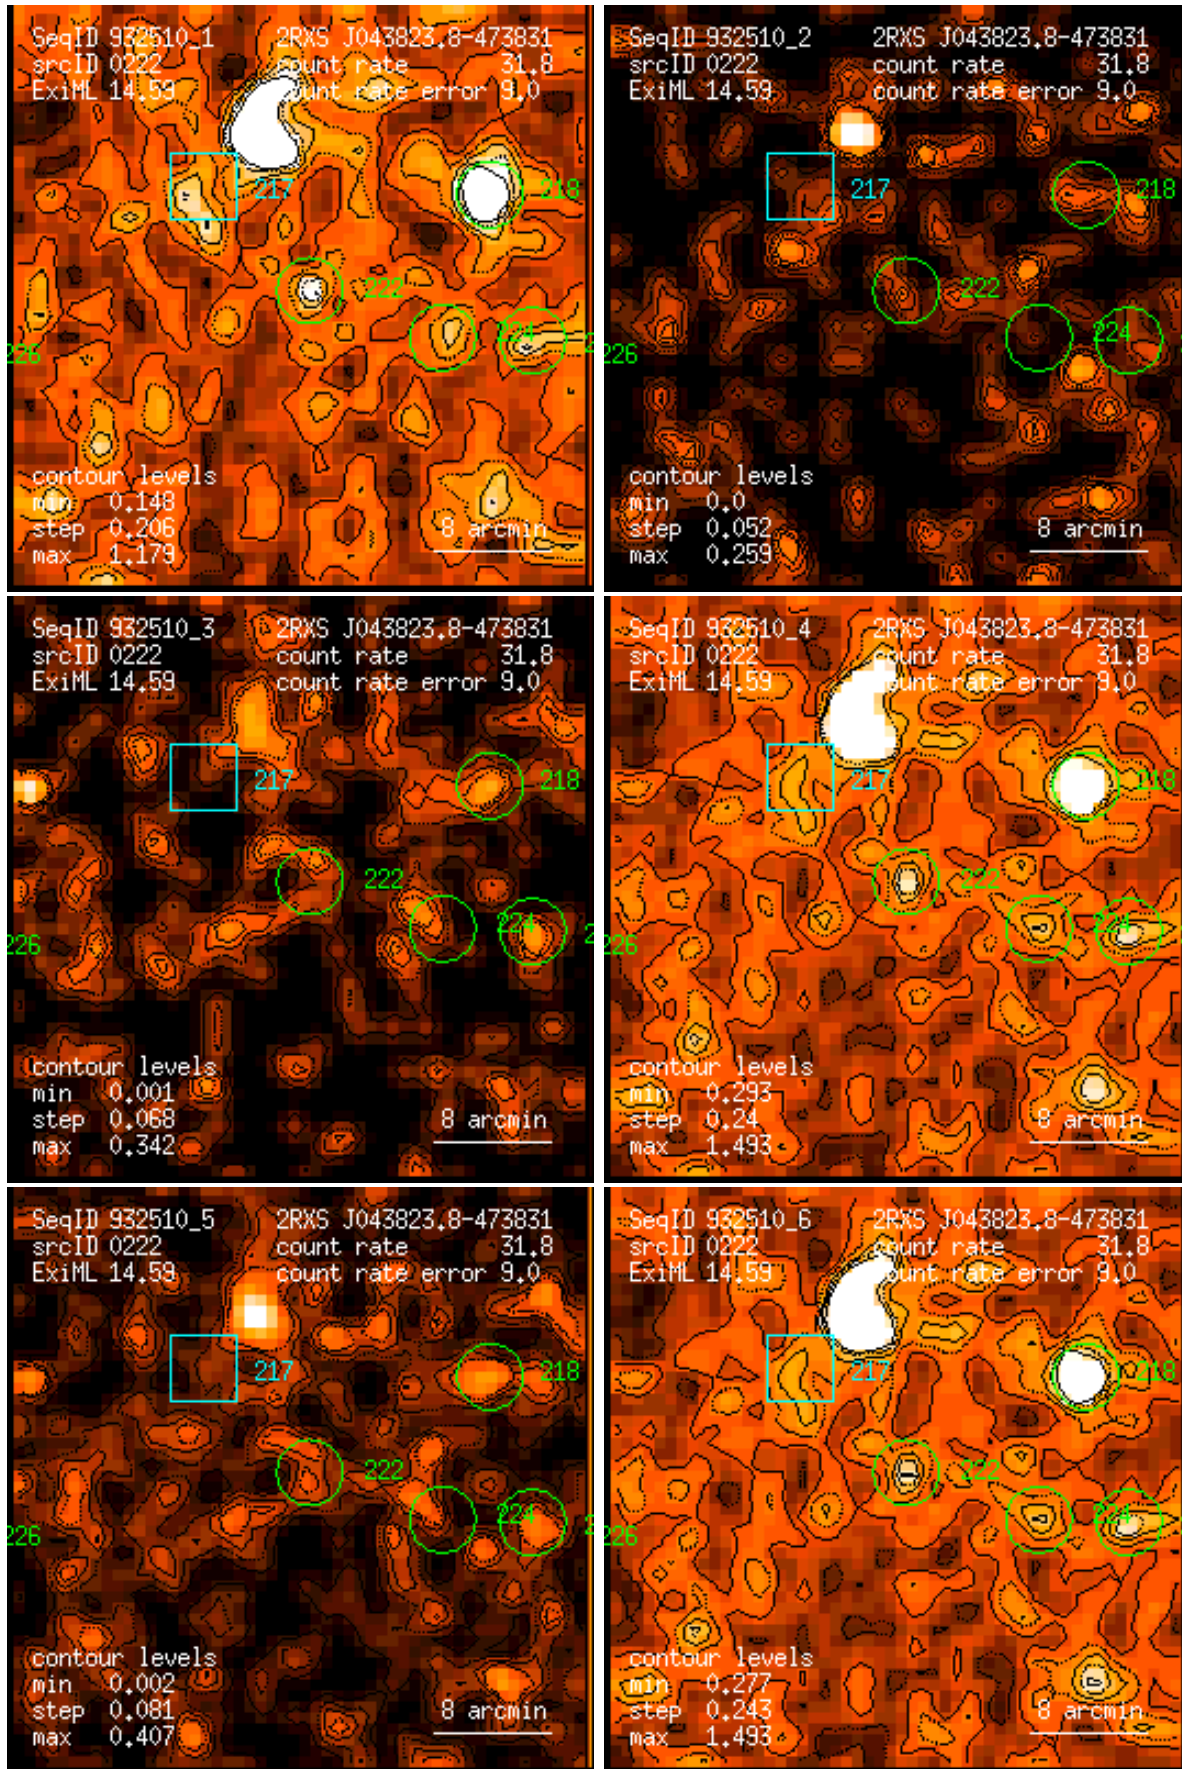 SeqID 932510_1 2RXS J043823.8-473831
srcID 0222 count rate 31.8
ExiML 14.59 count rate error 9.0
217 218
222
224
226
contour levels
min 0.148
step 0.206 8 arcmin
max 1.179
SeqID 932510_2 2RXS J043823.8-473831
srcID 0222 count rate 31.8
ExiML 14.59 count rate error 9.0
217 218
222
224
226
contour levels
min 0.0
step 0.052 8 arcmin
max 0.259
SeqID 932510_3 2RXS J043823.8-473831
srcID 0222 count rate 31.8
ExiML 14.59 count rate error 9.0
217 218
222
224
226
contour levels
min 0.001
step 0.068 8 arcmin
max 0.342
SeqID 932510_4 2RXS J043823.8-473831
srcID 0222 count rate 31.8
ExiML 14.59 count rate error 9.0
217 218
222
224
226
contour levels
min 0.293
step 0.24 8 arcmin
max 1.493
SeqID 932510_5 2RXS J043823.8-473831
srcID 0222 count rate 31.8
ExiML 14.59 count rate error 9.0
217 218
222
224
226
contour levels
min 0.002
step 0.081 8 arcmin
max 0.407
SeqID 932510_6 2RXS J043823.8-473831
srcID 0222 count rate 31.8
ExiML 14.59 count rate error 9.0
217 218
222
224
226
contour levels
min 0.277
step 0.243 8 arcmin
max 1.493